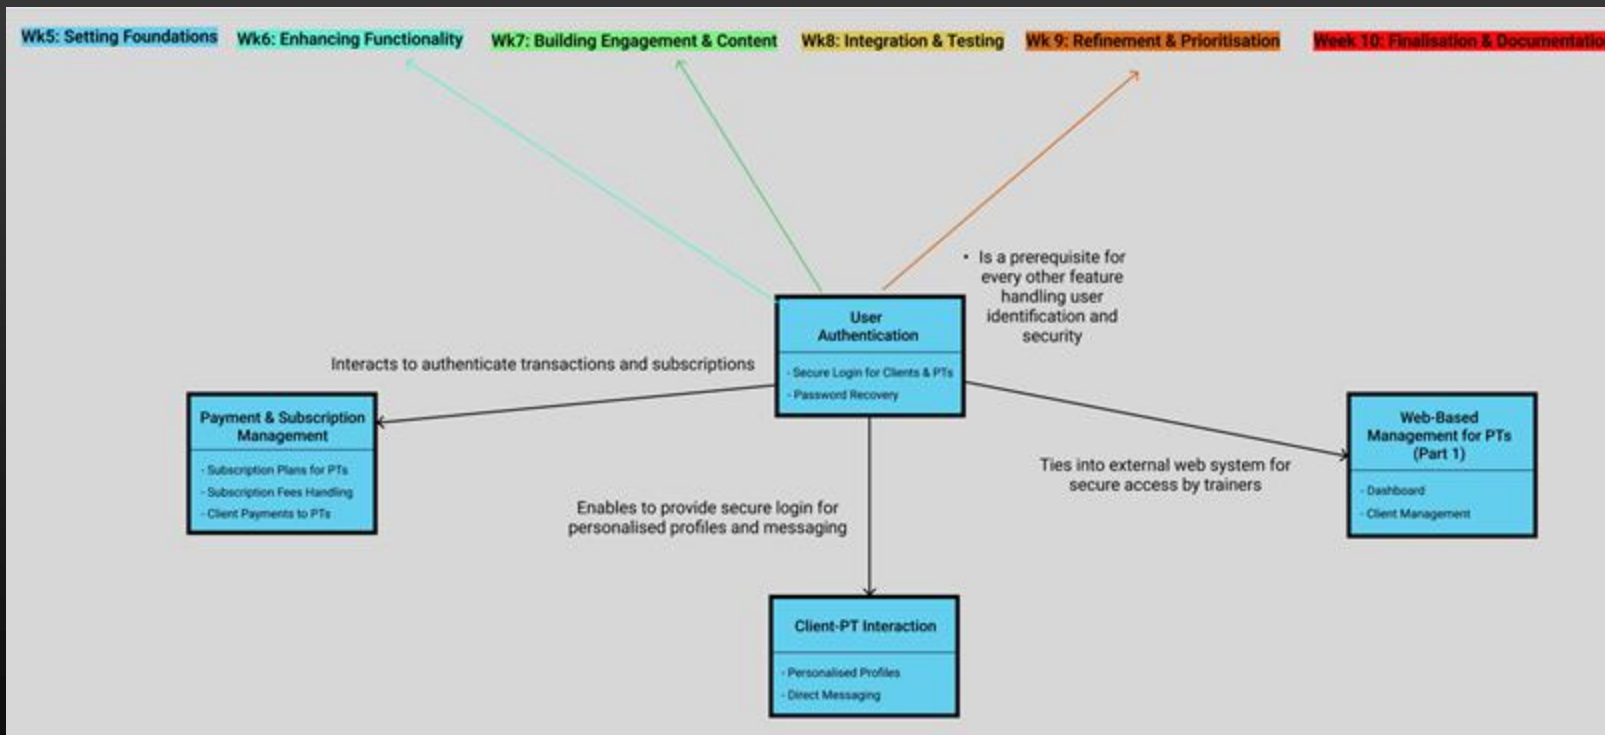 Wk5: Setting Foundations
Wk6: Enhancing Functionality
Wk7: Building Engagement & Content
Wk8: Integration & Testing
Wk 9: Refinement & Prioritisation
Week 10: Finalisation & Documentatio
• Is a prerequisite for
every other feature
handling user
identification and
security
User
Authentication
- Secure Login for Clients & PTs
- Password Recovery
Interacts to authenticate transactions and subscriptions
Payment & Subscription
Management
- Subscription Plans for PTs
- Subscription Fees Handling
- Client Payments to PTs
Enables to provide secure login for
personalised profiles and messaging
Ties into external web system for
secure access by trainers
Web-Based
Management for PTs
(Part 1)
- Dashboard
- Client Management
Client-PT Interaction
- Personalised Profiles
- Direct Messaging